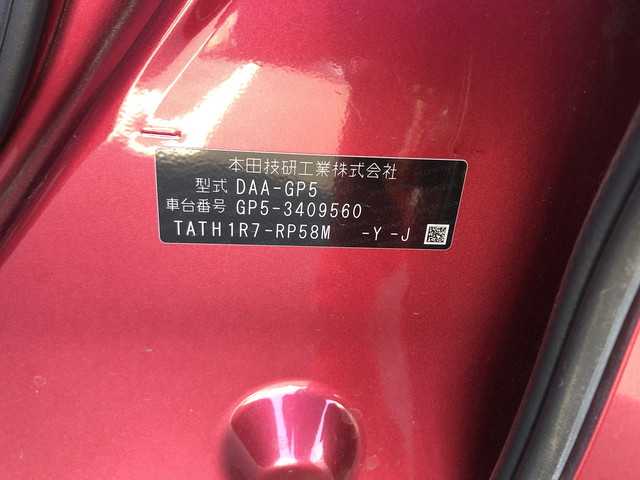 本田技研工業株式会社
型式 DAA-GP5
車台番号 GP5-3409560
TATH1R7-RP58M -Y-J